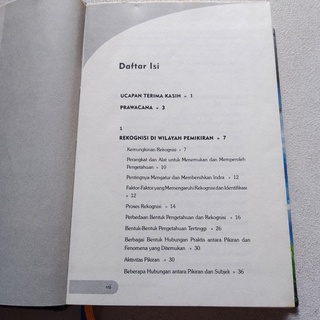 Daftar Isi
UCAPAN TERIMA KASIH • 1
PRAWACANA • 3
1
REKOGNISI DI WILAYAH PEMIKIRAN • 7
Kemungkinan Rekognisi • 7
Perangkat dan Alat untuk Menemukan dan Memperoleh
Pengetahuan • 10
Pentingnya Mengatur dan Membersihkan Indra • 12
Faktor-Faktor yang Memengaruhi Rekognisi dan Identifikasi
• 12
Proses Rekognisi • 14
Perbedaan Bentuk Pengetahuan dan Rekognisi • 16
Bentuk-Bentuk Pengetahuan Tertinggi • 26
Berbagai Bentuk Hubungan Praktis antara Pikiran dan
Fenomena yang Ditemukan • 30
Aktivitas Pikiran • 30
Beberapa Hubungan antara Pikiran dan Subjek • 36